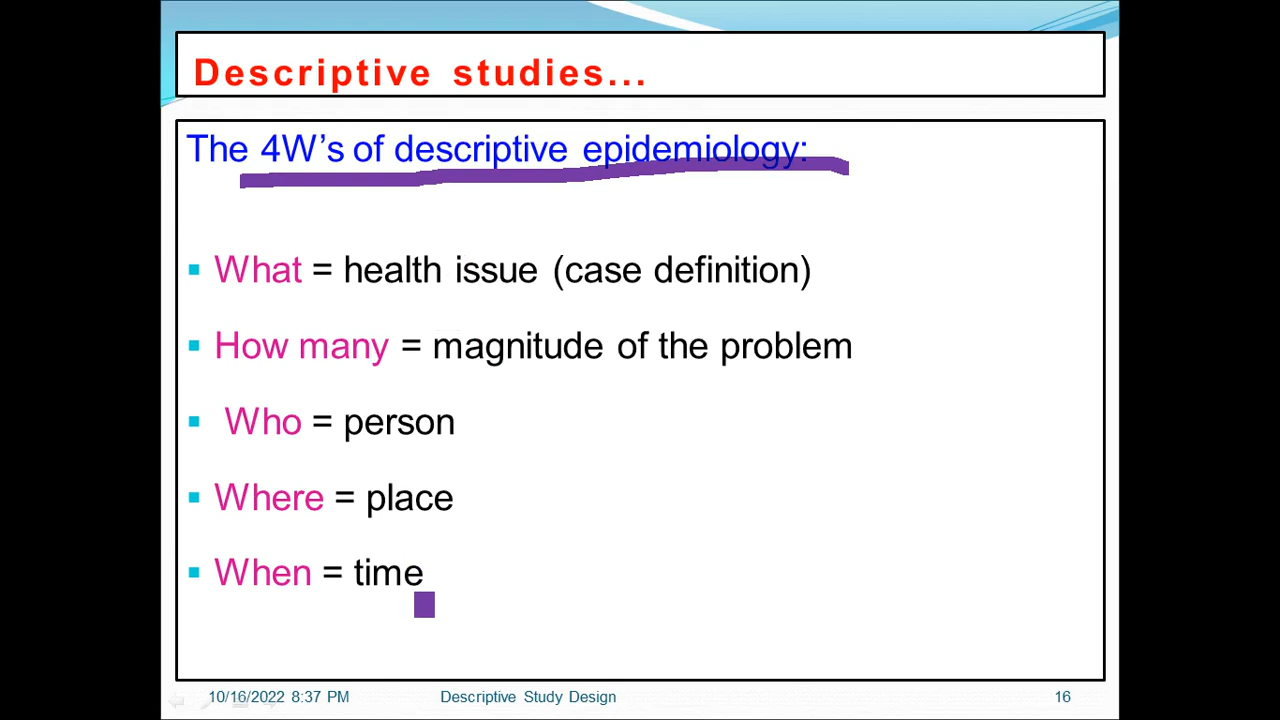 Descriptive studies...
The 4W’s of descriptive epidemiology:
▪ What = health issue (case definition)
▪ How many = magnitude of the problem
▪ Who = person
▪ Where = place
▪ When = time
10/16/2022 8:37 PM Descriptive Study Design 16